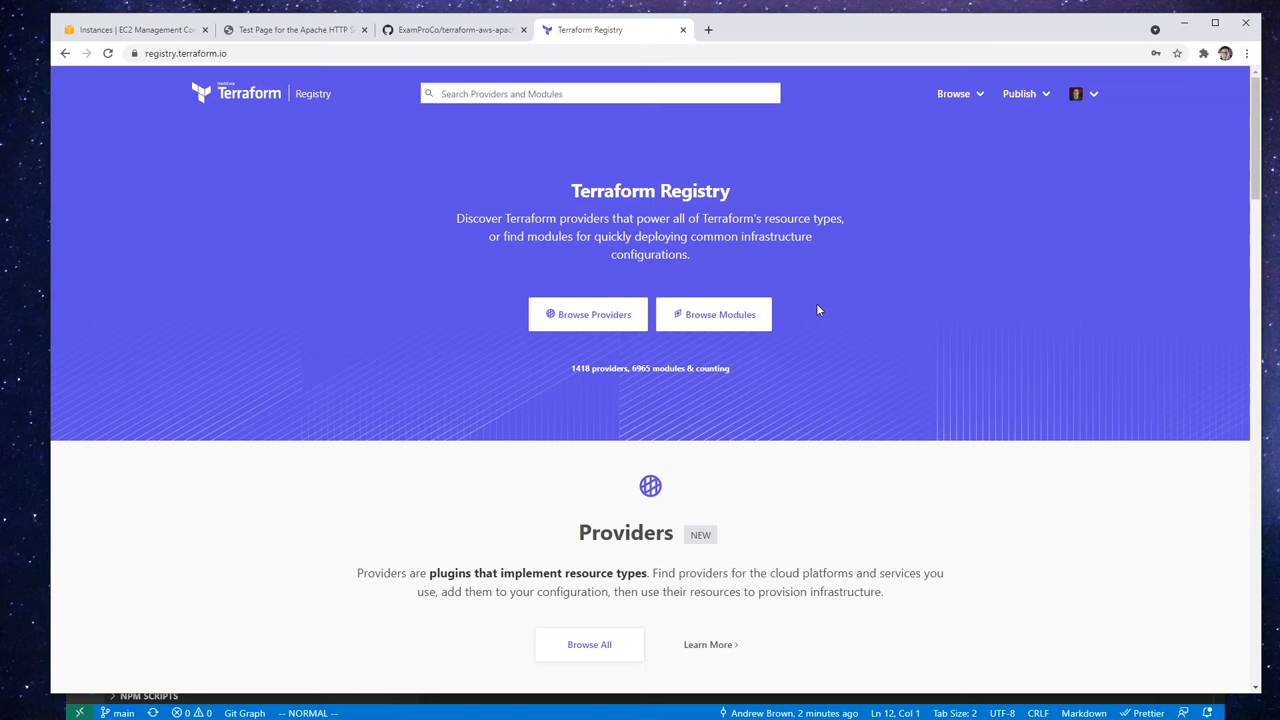 Instances | EC2 Management Co
Test Page for the Apache HTTP S
ExamProCo/terraform-aws-apac
Terraform Registry
registry.terraform.io
HashiCorp
Terraform
Registry
Search Providers and Modules
Browse
Publish
Terraform Registry
Discover Terraform providers that power all of Terraform's resource types,
or find modules for quickly deploying common infrastructure
configurations.
Browse Providers
Browse Modules
1418 providers, 6965 modules & counting
Providers NEW
Providers are plugins that implement resource types. Find providers for the cloud platforms and services you
use, add them to your configuration, then use their resources to provision infrastructure.
Browse All
Learn More >
NPM SCRIPTS
main
0
0
Git Graph
-- NORMAL --
Andrew Brown, 2 minutes ago
Ln 12, Col 1
Tab Size: 2
UTF-8
CRLF
Markdown
Prettier